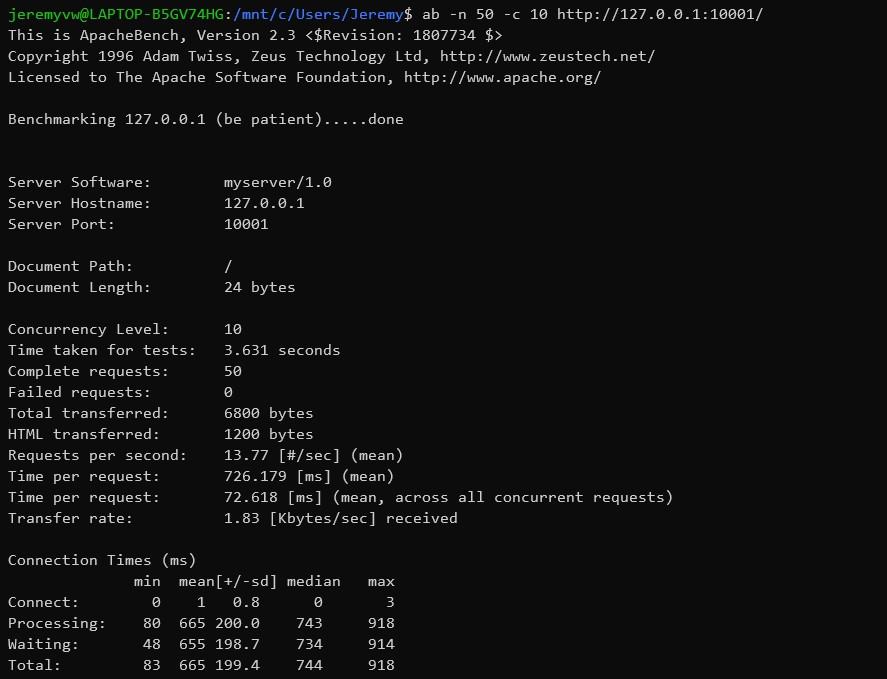 jeremyvw@LAPTOP-B5GV74HG:/mnt/c/Users/Jeremy$ ab -n 50 -c 10 http://127.0.0.1:10001/
This is ApacheBench, Version 2.3 <$Revision: 1807734 $>
Copyright 1996 Adam Twiss, Zeus Technology Ltd, http://www.zeustech.net/
Licensed to The Apache Software Foundation, http://www.apache.org/

Benchmarking 127.0.0.1 (be patient).....done


Server Software:        myserver/1.0
Server Hostname:        127.0.0.1
Server Port:            10001

Document Path:          /
Document Length:        24 bytes

Concurrency Level:      10
Time taken for tests:   3.631 seconds
Complete requests:      50
Failed requests:        0
Total transferred:      6800 bytes
HTML transferred:       1200 bytes
Requests per second:    13.77 [#/sec] (mean)
Time per request:       726.179 [ms] (mean)
Time per request:       72.618 [ms] (mean, across all concurrent requests)
Transfer rate:          1.83 [Kbytes/sec] received

Connection Times (ms)
              min  mean[+/-sd] median   max
Connect:        0    1   0.8      0       3
Processing:    80  665 200.0    743     918
Waiting:       48  655 198.7    734     914
Total:         83  665 199.4    744     918